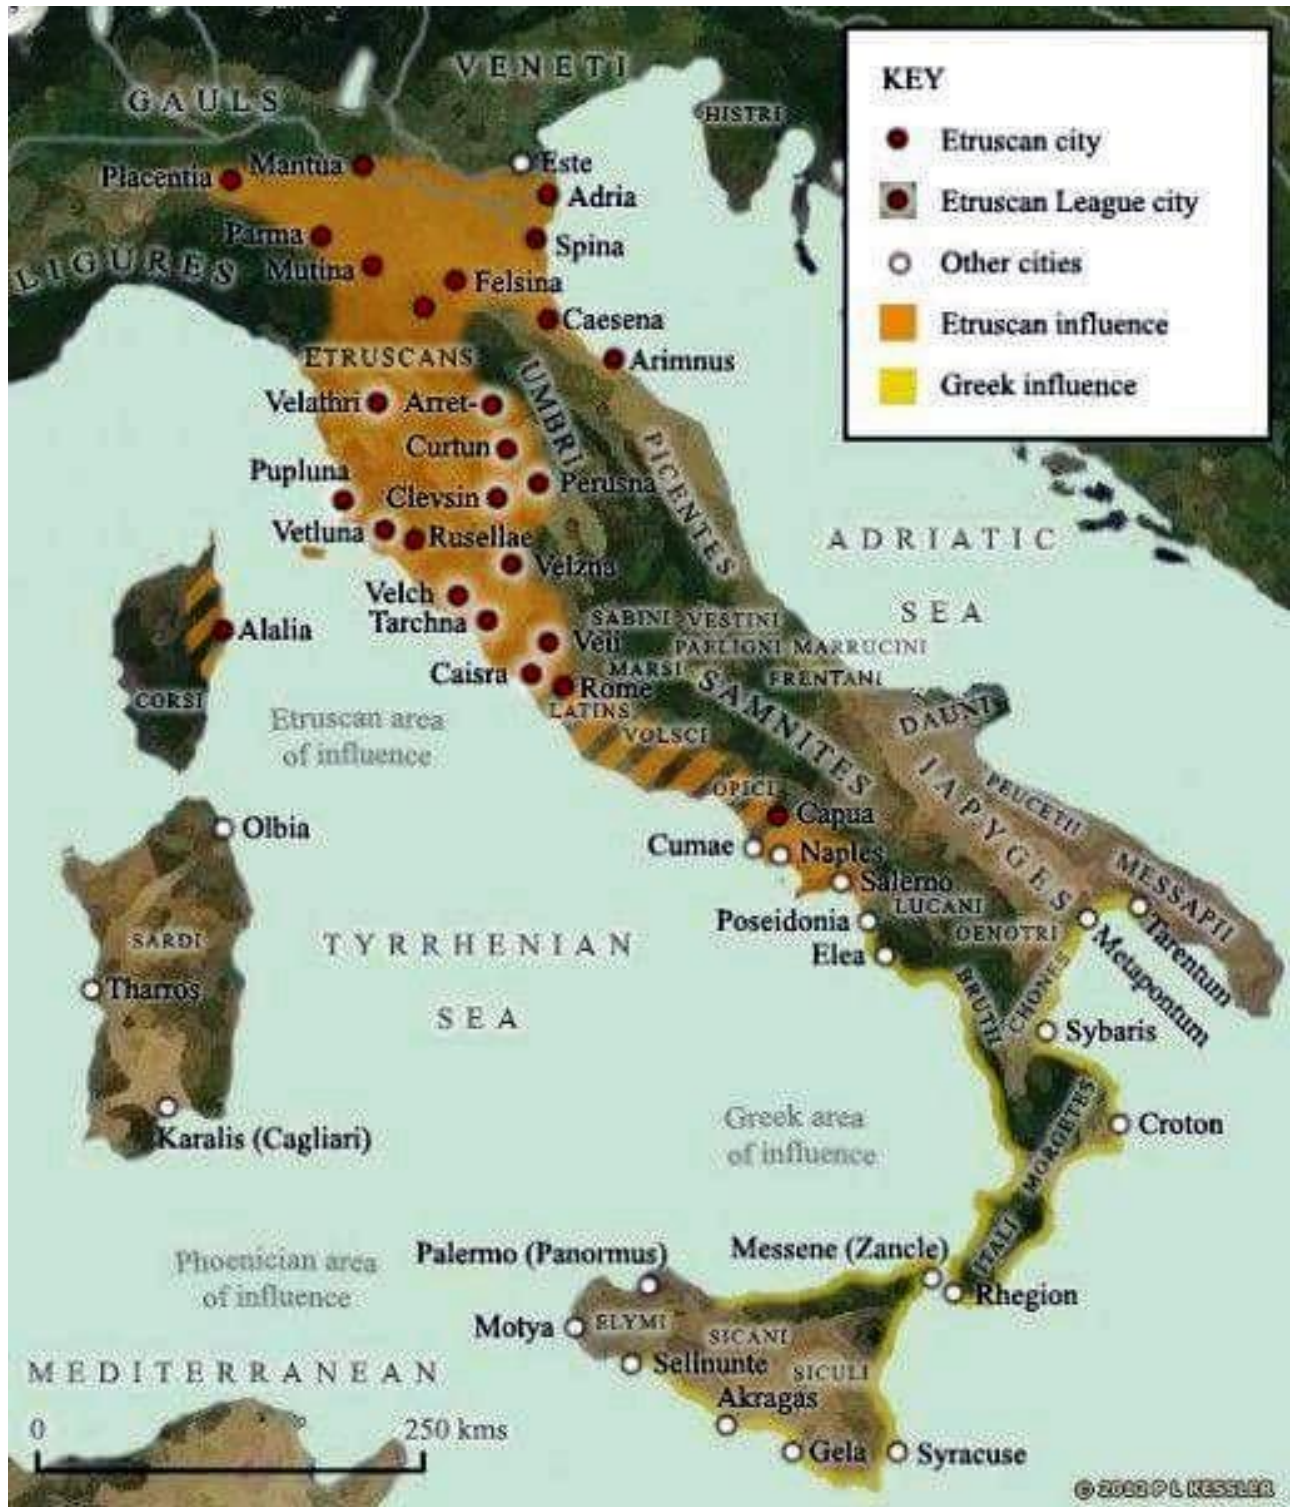 VENETI
GAULS
HISTRI
KEY
Etruscan city
Etruscan League city
Other cities
Etruscan influence
Greek influence
Placentia
Mantua
Este
Adria
Parma
Spina
LIGURES
Mutina
Felsina
Caesena
ETRUSCANS
Arimnus
UMBRI
Velathri
Arret-
Curtun
PICENTES
Pupluna
Clevsin
Perusna
Vetluna
Rusellae
ADRIATIC
SEA
Velzna
Velch
Tarchna
SABINI
VESTINI
Alalia
Veii
PAELIGNI
MARRUCINI
Caisra
MARSI
FRENTANI
CORSI
Rome
SAMNITES
LATINS
DAUNI
Etruscan area
of influence
VOLSCI
IAPYGES
OPICI
PEUCETII
Capua
Olbia
Cumae
Naples
MESSAPII
Salerno
LUCANI
Poseidonia
OENOTRI
SARDI
TYRRHENIAN
SEA
Elea
Tarentum
Metapontum
Tharros
BRUTII
CHONES
Sybaris
Karalis (Cagliari)
Greek area
of influence
Croton
MORGETES
ITALI
Phoenician area
of influence
Palermo (Panormus)
Messene (Zancle)
Rhegion
Motya
ELYMI
SICANI
MEDITERRANEAN
Selinunte
SICULI
Akragas
0
250 kms
Gela
Syracuse
© 2012 P L KESSLER